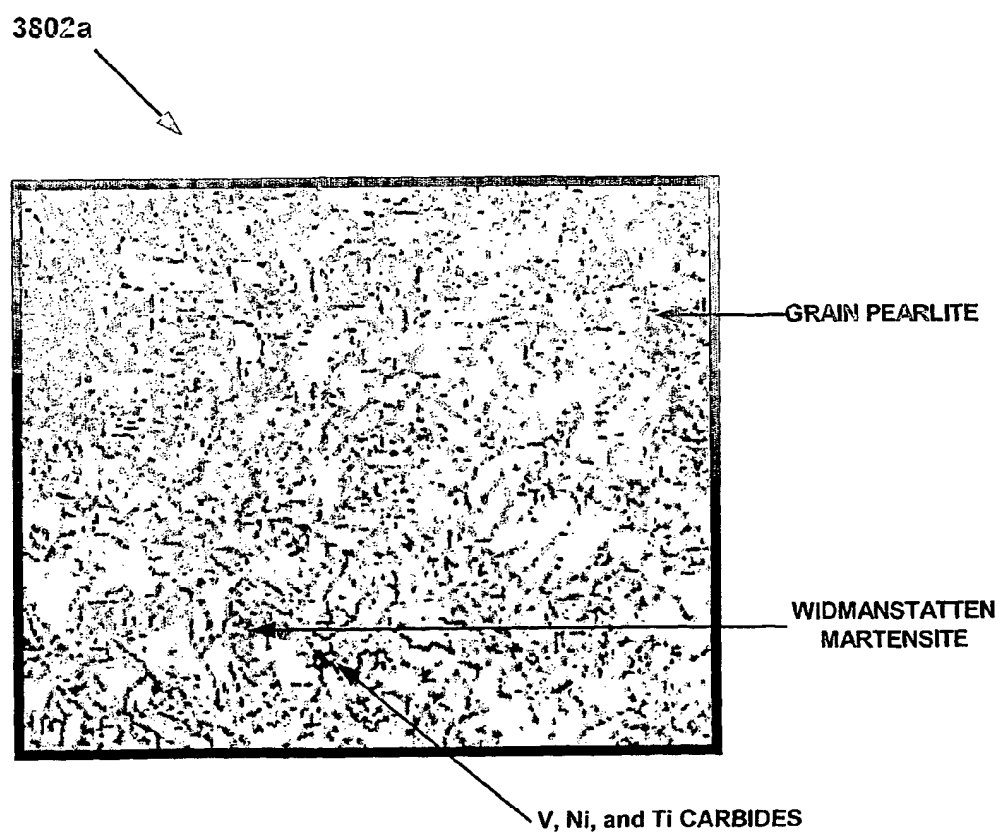 3802a
GRAIN PEARLITE
WIDMANSTATTEN
MARTENSITE
V, Ni, and Ti CARBIDES